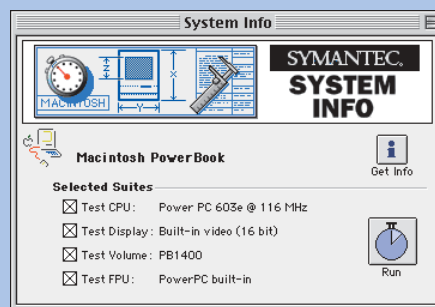 System Info
SYMANTEC.
SYSTEM
INFO
Z
X
Y
MACINTOSH
Macintosh PowerBook
Get Info
Selected Suites
Test CPU: Power PC 603e @ 116 MHz
Test Display: Built-in video (16 bit)
Test Volume: PB1400
Test FPU: PowerPC built-in
Run